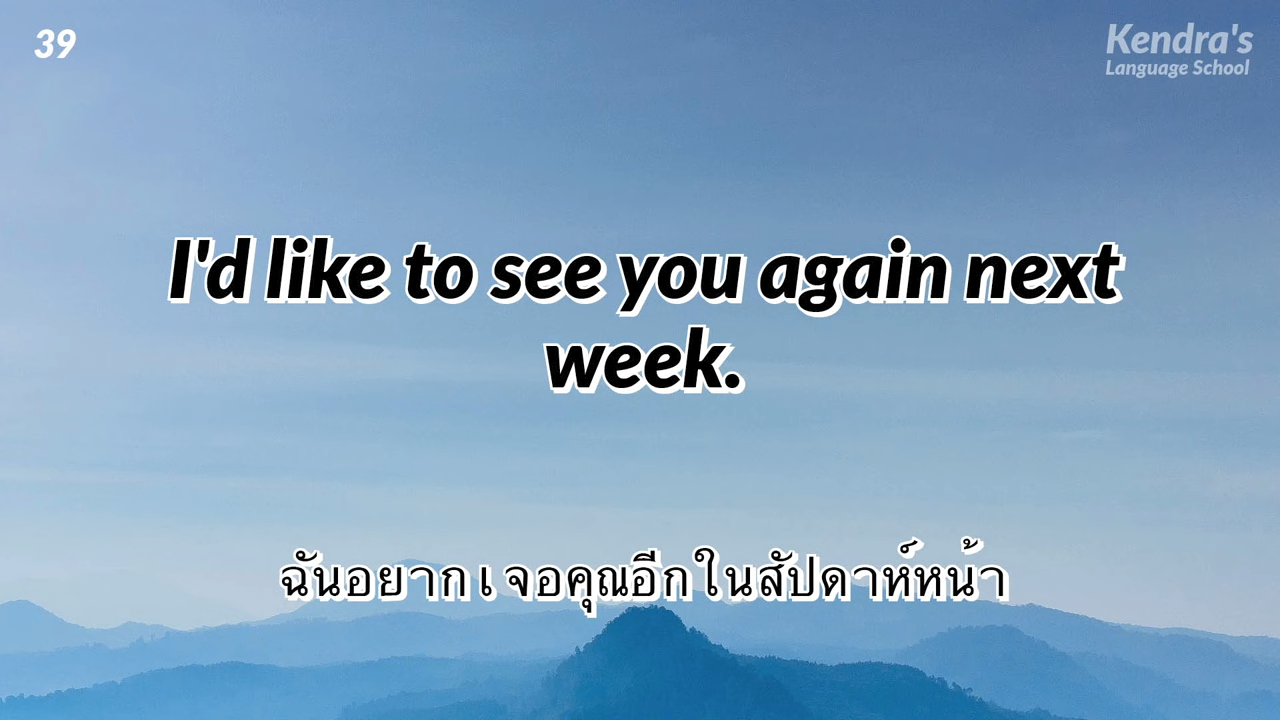 39
Kendra's
Language School
I'd like to see you again next
week.
ฉันอยากเจอคุณอีกในสัปดาห์หน้า